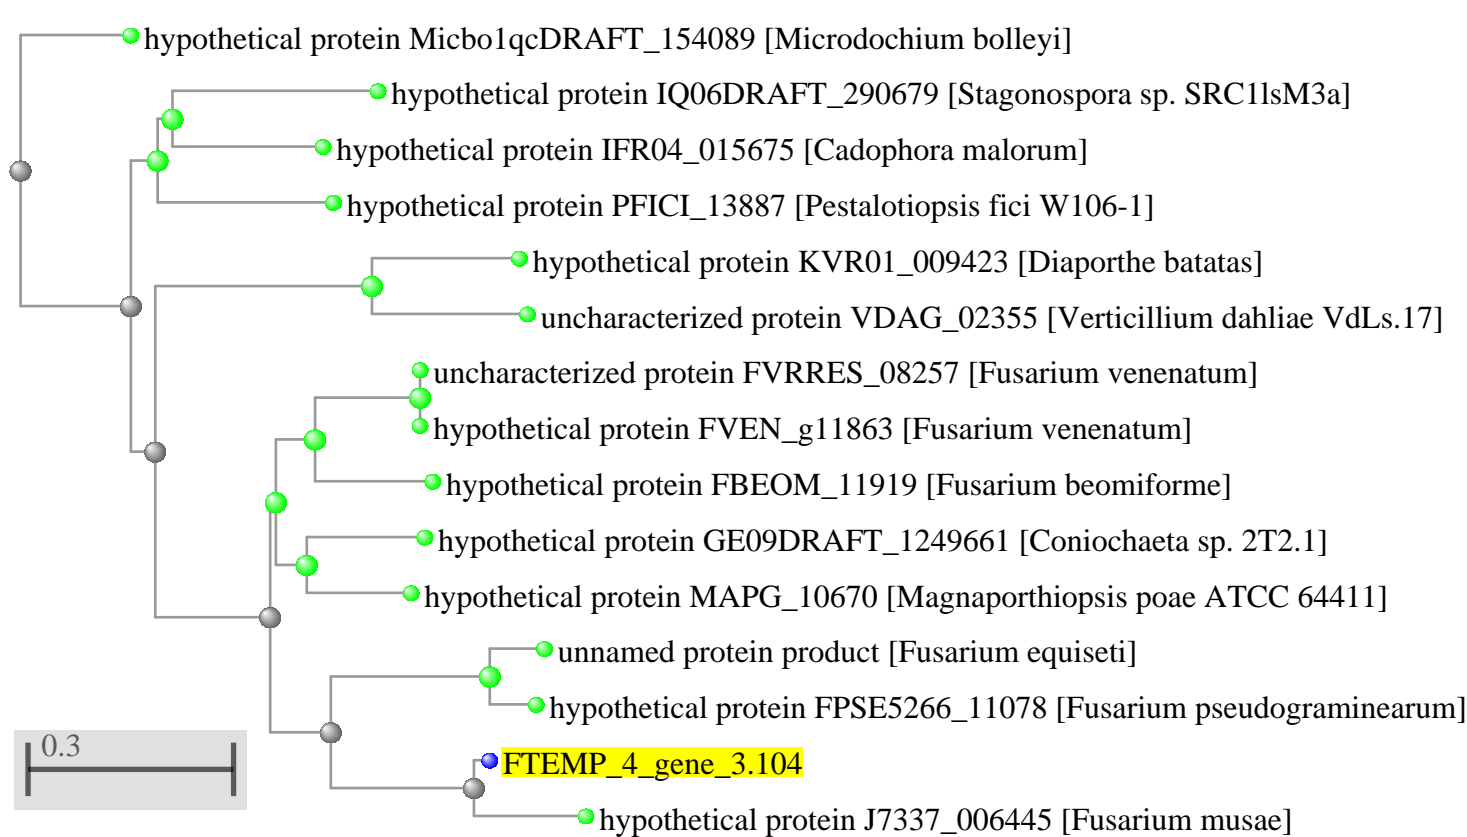 hypothetical protein Micbo1qcDRAFT_154089 [Microdochium bolleyi]
hypothetical protein IQ06DRAFT_290679 [Stagonospora sp. SRC1lsM3a]
hypothetical protein IFR04_015675 [Cadophora malorum]
hypothetical protein PFICI_13887 [Pestalotiopsis fici W106-1]
hypothetical protein KVR01_009423 [Diaporthe batatas]
uncharacterized protein VDAG_02355 [Verticillium dahliae VdLs.17]
uncharacterized protein FVRRES_08257 [Fusarium venenatum]
hypothetical protein FVEN_g11863 [Fusarium venenatum]
hypothetical protein FBEOM_11919 [Fusarium beomiforme]
hypothetical protein GE09DRAFT_1249661 [Coniochaeta sp. 2T2.1]
hypothetical protein MAPG_10670 [Magnaporthiopsis poae ATCC 64411]
unnamed protein product [Fusarium equiseti]
hypothetical protein FPSE5266_11078 [Fusarium pseudograminearum]
0.3
FTEMP_4_gene_3.104
hypothetical protein J7337_006445 [Fusarium musae]